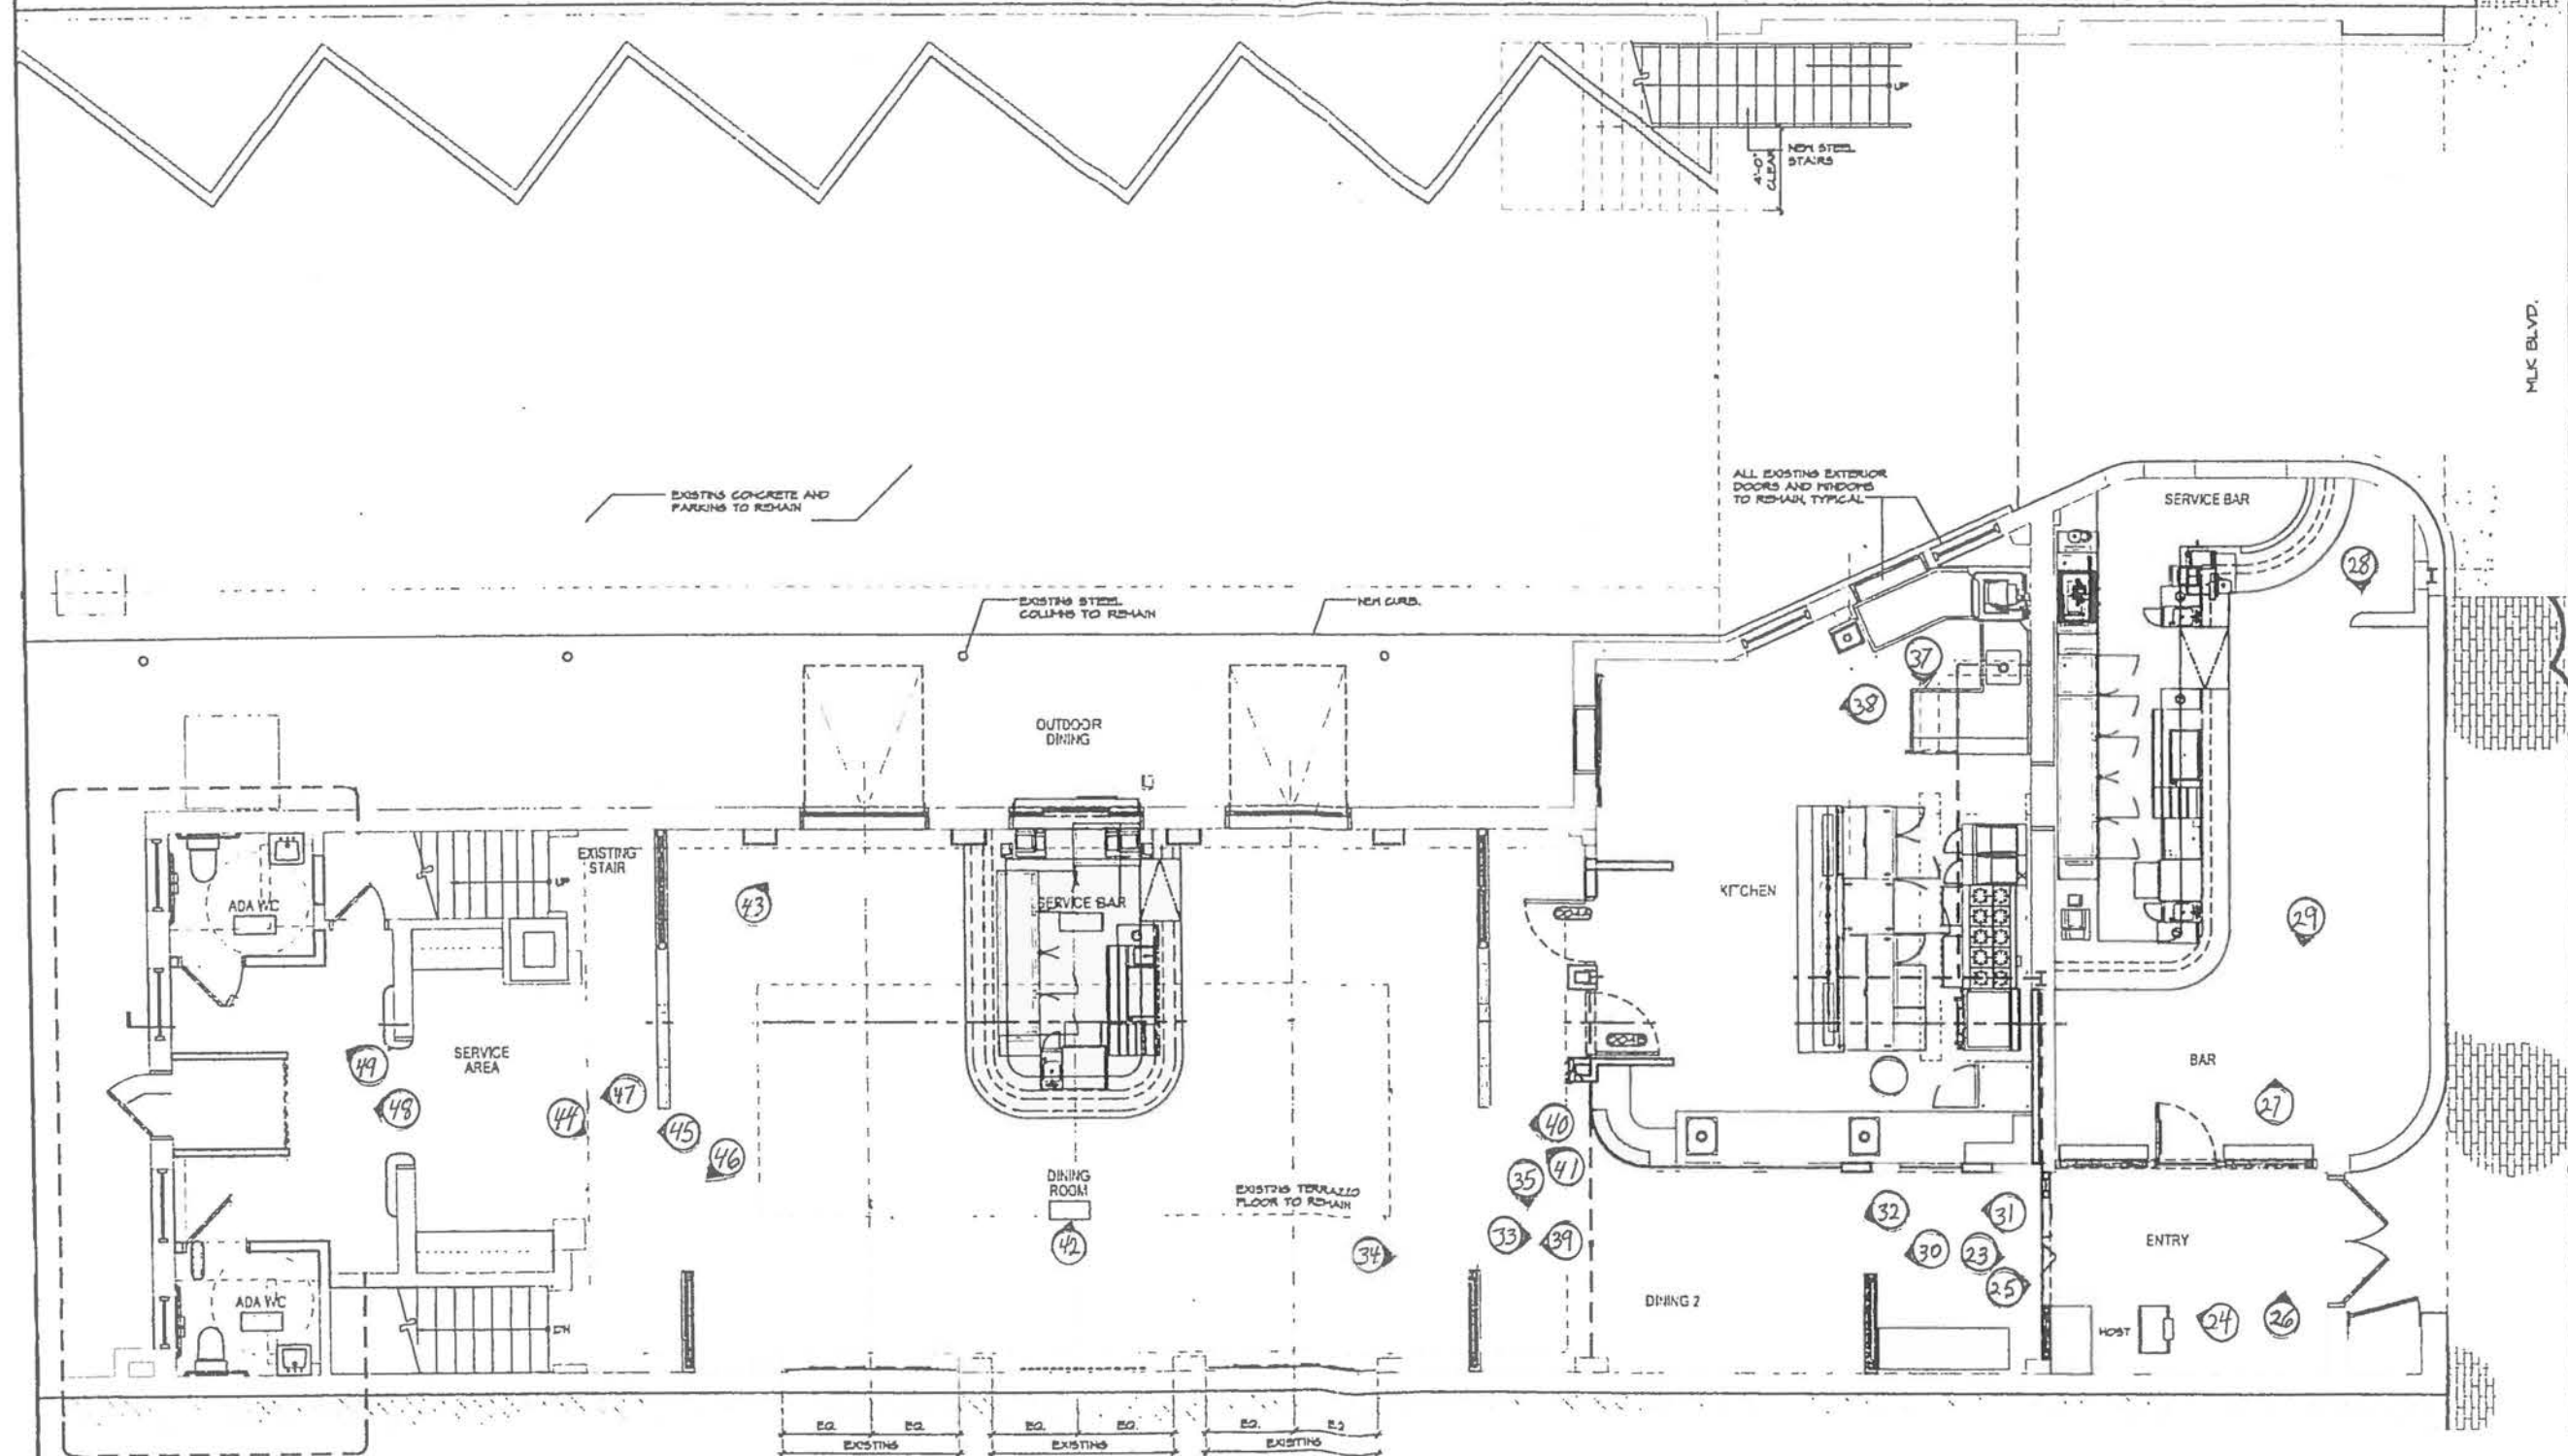 UP
NEW STEEL
STAIRS
4'-0"
CLEAR
MLK BLVD.
EXISTING CONCRETE AND
PARKING TO REMAIN
ALL EXISTING EXTERIOR
DOORS AND WINDOWS
TO REMAIN, TYPICAL
SERVICE BAR
28
EXISTING STEEL
COLUMNS TO REMAIN
NEW CURB.
37
38
OUTDOOR
DINING
EXISTING
STAIR
UP
ADA WC
43
SERVICE BAR
KITCHEN
29
SERVICE
AREA
49
48
47
44
45
46
BAR
27
40
41
35
DINING
ROOM
EXISTING TERRAZZO
FLOOR TO REMAIN
42
34
33
39
32
31
30
23
25
ENTRY
ADA WC
DN
DINING 2
HOST
24
26
EQ. EQ. EQ. EQ. EQ. EQ
EXISTING EXISTING EXISTING